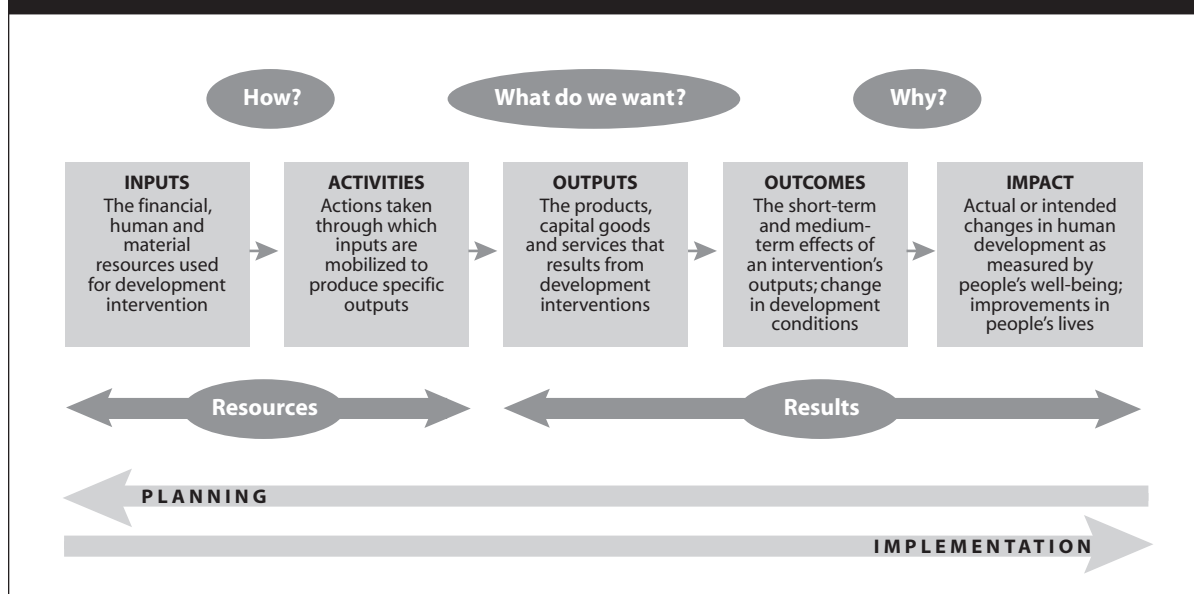 How?
What do we want?
Why?
INPUTS
The financial,
human and
material
resources used
for development
intervention
ACTIVITIES
Actions taken
through which
inputs are
mobilized to
produce specific
outputs
OUTPUTS
The products,
capital goods
and services that
results from
development
interventions
OUTCOMES
The short-term
and medium-
term effects of
an intervention’s
outputs; change
in development
conditions
IMPACT
Actual or intended
changes in human
development as
measured by
people’s well-being;
improvements in
people’s lives
Resources
Results
PLANNING
IMPLEMENTATION